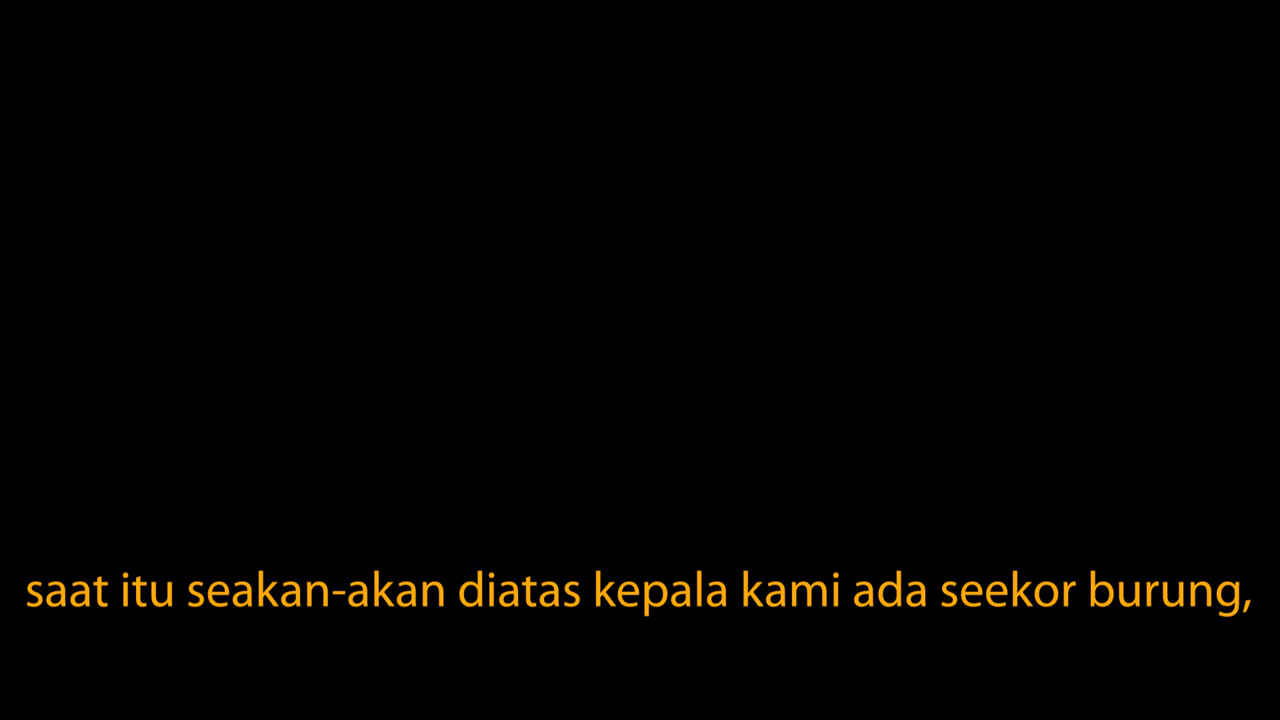 saat itu seakan-akan diatas kepala kami ada seekor burung,